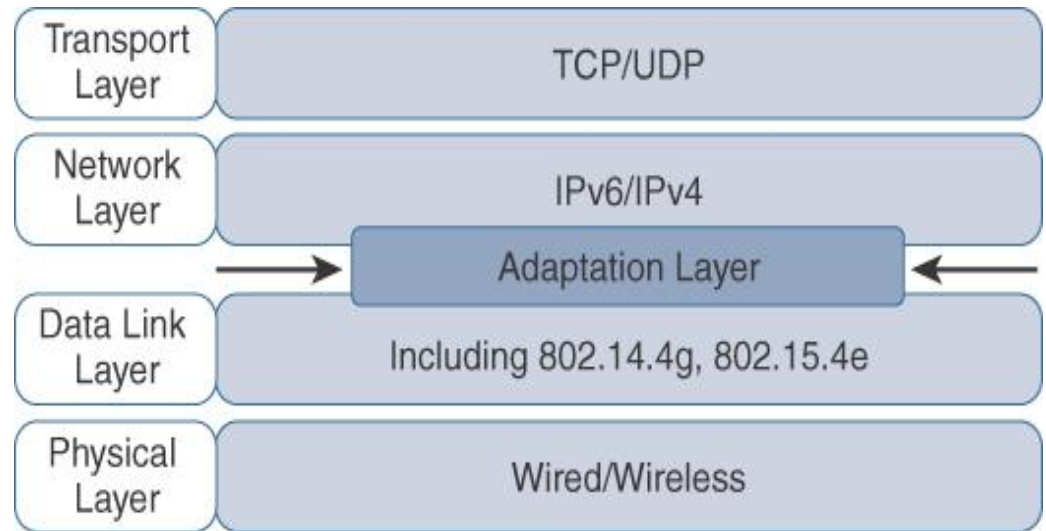 Transport
Layer
TCP/UDP
Network
Layer
IPv6/IPv4
Adaptation Layer
Data Link
Layer
Including 802.14.4g, 802.15.4e
Physical
Layer
Wired/Wireless